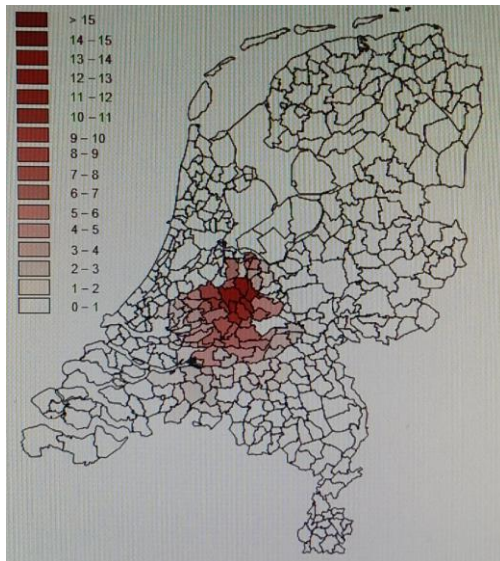 > 15
14 – 15
13 – 14
12 – 13
11 – 12
10 – 11
9 – 10
8 – 9
7 – 8
6 – 7
5 – 6
4 – 5
3 – 4
2 – 3
1 – 2
0 – 1